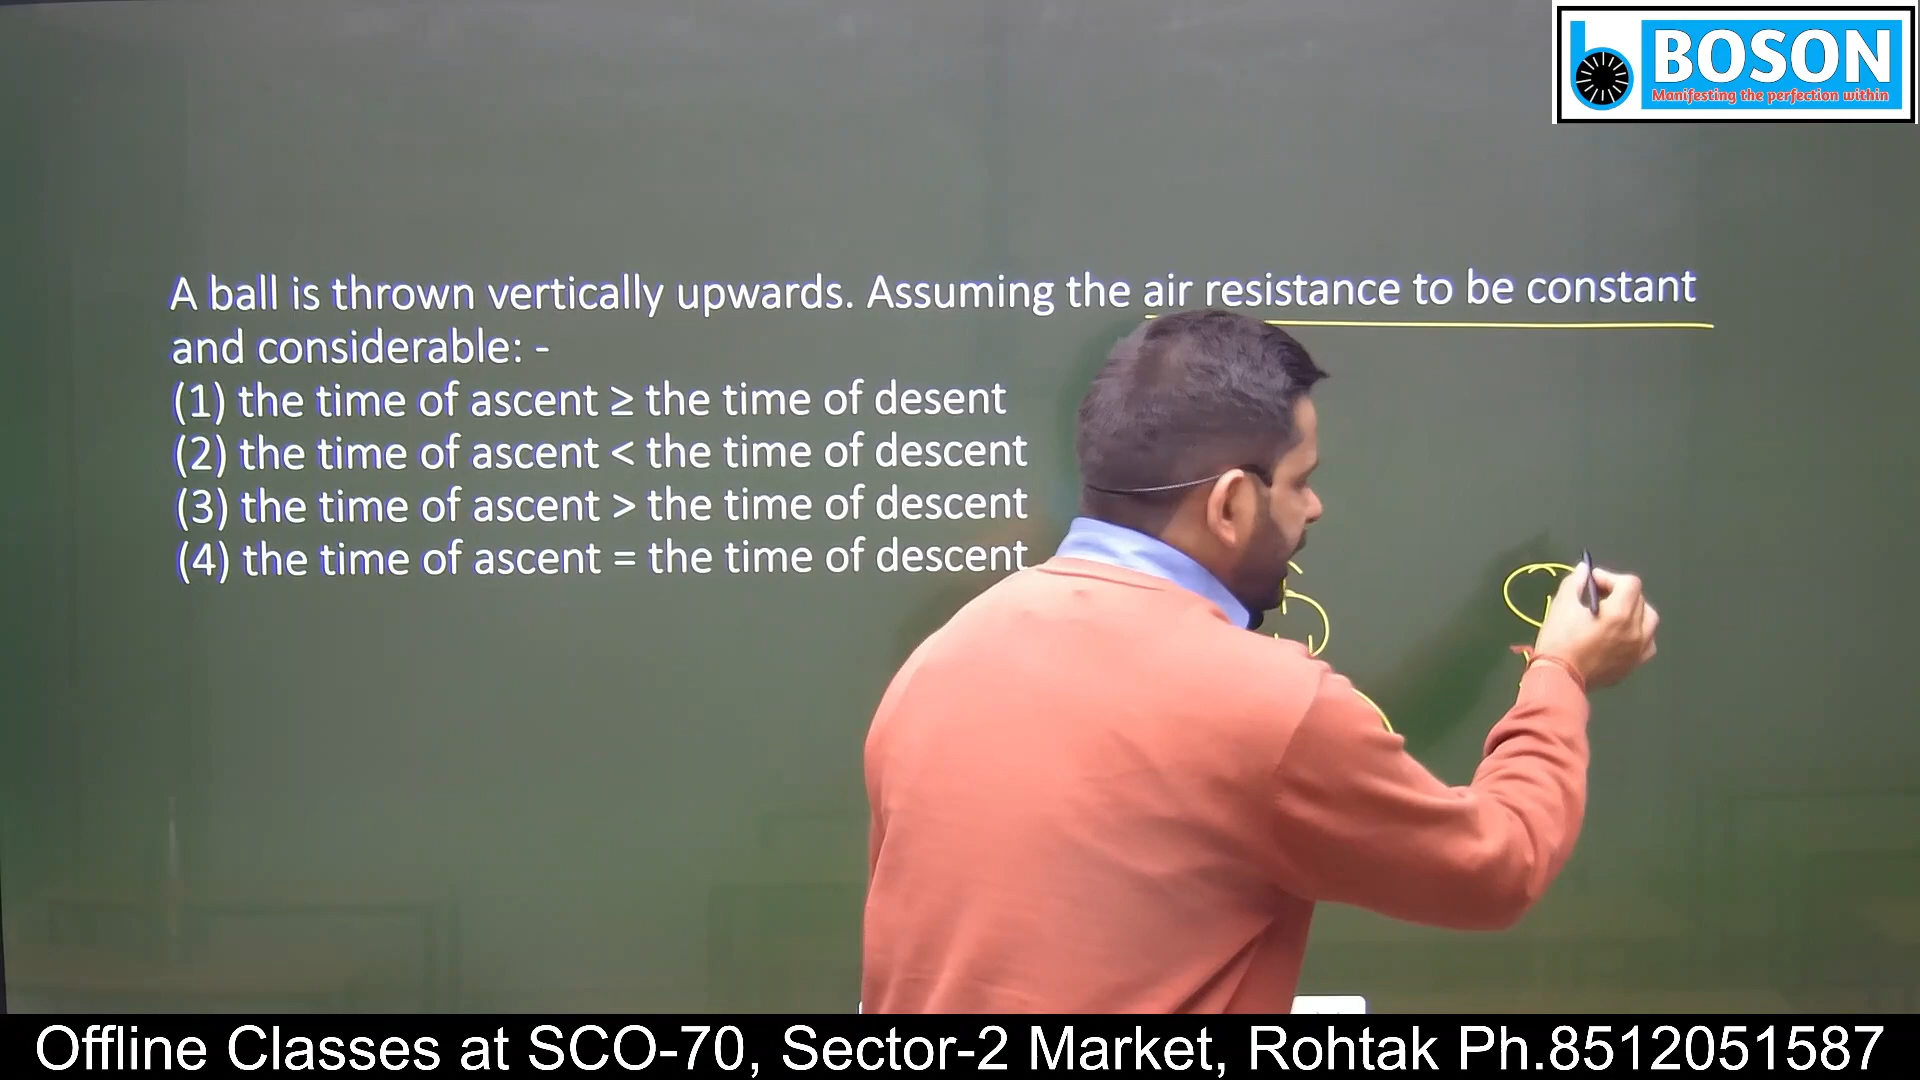 BOSON
Manifesting the perfection within
A ball is thrown vertically upwards. Assuming the air resistance to be constant
and considerable: -
(1) the time of ascent ≥ the time of desent
(2) the time of ascent < the time of descent
(3) the time of ascent > the time of descent
(4) the time of ascent = the time of descent
Offline Classes at SCO-70, Sector-2 Market, Rohtak Ph.8512051587